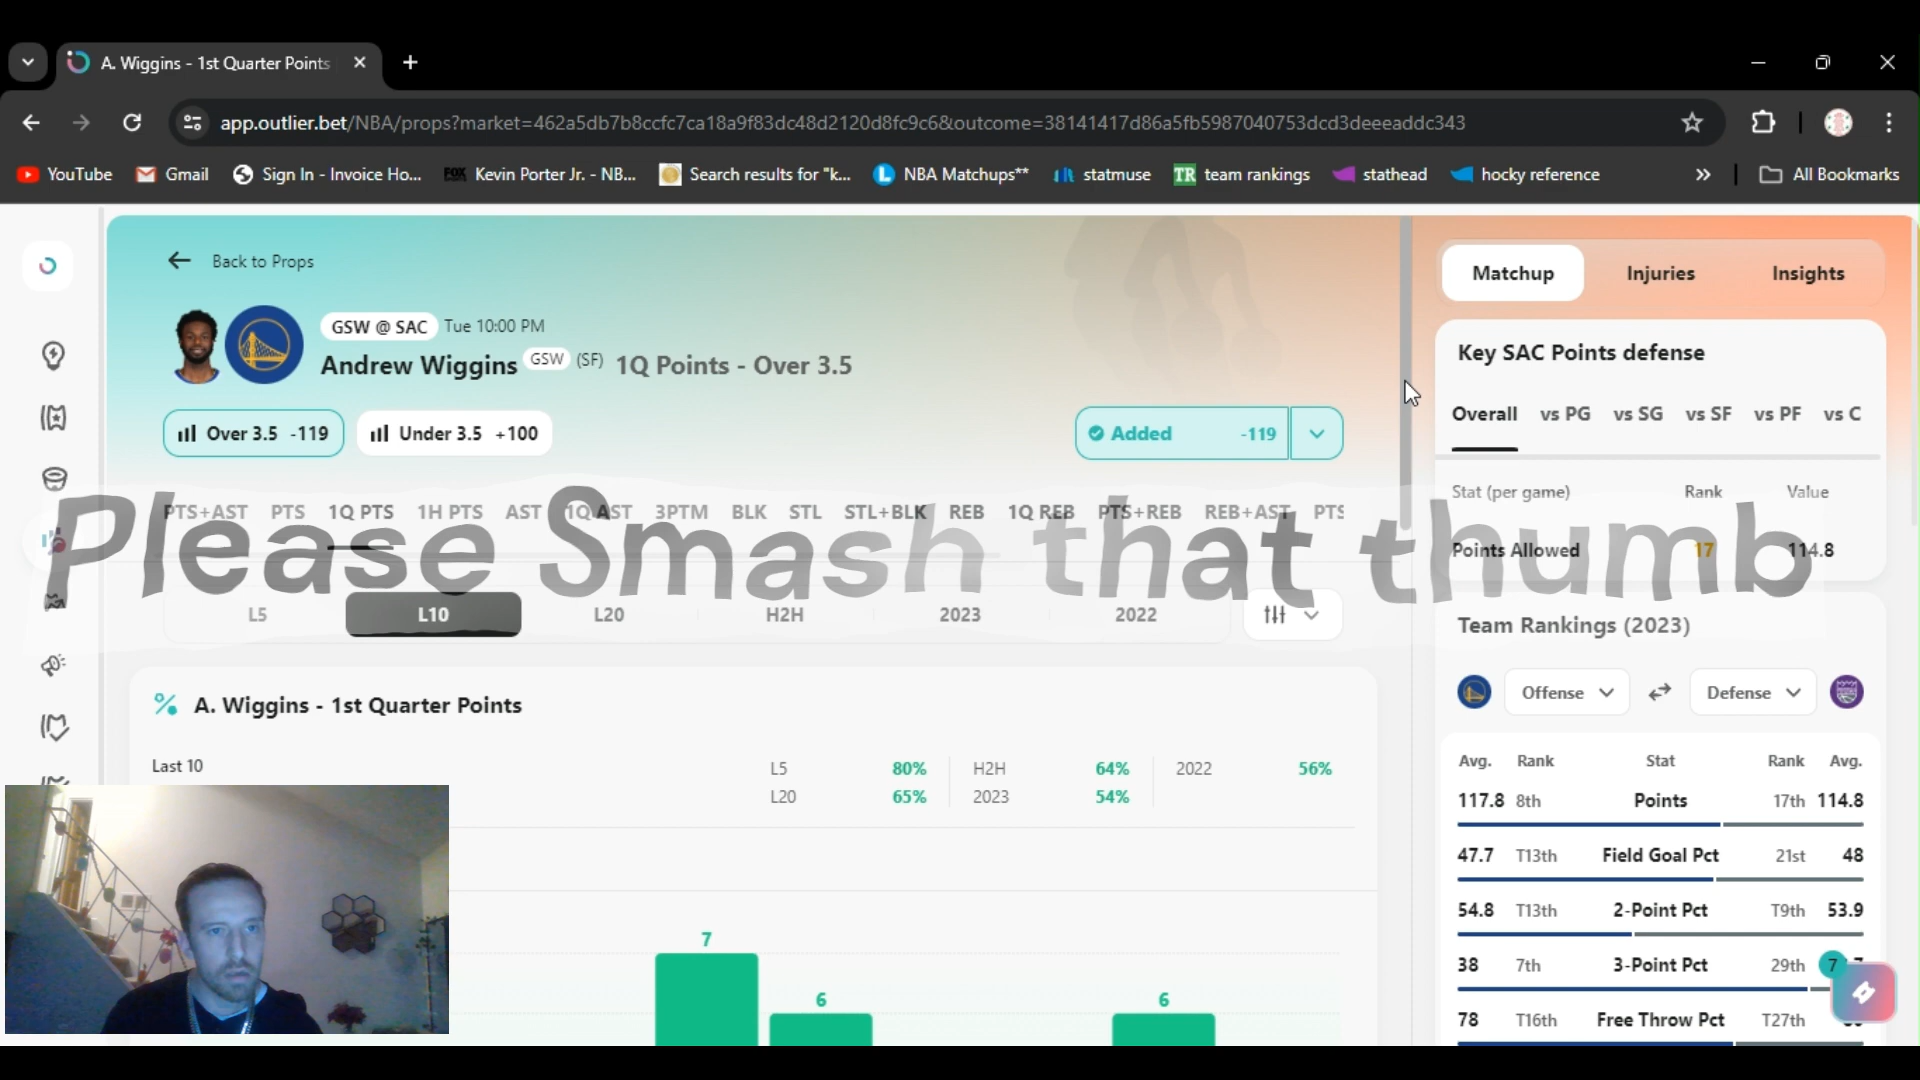 A. Wiggins - 1st Quarter Points
app.outlier.bet/NBA/props?market=462a5db7b8ccfc7ca18a9f83dc48d2120d8fc9c6&outcome=38141417d86a5fb5987040753dcd3deeeaddc343
YouTube Gmail Sign In - Invoice Ho... FOX Kevin Porter Jr. - NB... Search results for "k... L NBA Matchups** statmuse TR team rankings stathead hocky reference » All Bookmarks
Back to Props
Matchup Injuries Insights
GSW @ SAC Tue 10:00 PM
Andrew Wiggins GSW (SF) 1Q Points - Over 3.5
Key SAC Points defense
Overall vs PG vs SG vs SF vs PF vs C
Over 3.5 -119 Under 3.5 +100 Added -119
Stat (per game) Rank Value
PTS+AST PTS 1Q PTS 1H PTS AST 1Q AST 3PTM BLK STL STL+BLK REB 1Q REB PTS+REB REB+AST PTS
Please Smash that thumb
Points Allowed 17 114.8
L5 L10 L20 H2H 2023 2022
Team Rankings (2023)
Offense Defense
A. Wiggins - 1st Quarter Points
Last 10
L5 80% H2H 64% 2022 56%
L20 65% 2023 54%
Avg. Rank Stat Rank Avg.
117.8 8th Points 17th 114.8
47.7 T13th Field Goal Pct 21st 48
54.8 T13th 2-Point Pct T9th 53.9
38 7th 3-Point Pct 29th 7
78 T16th Free Throw Pct T27th
7
6
6